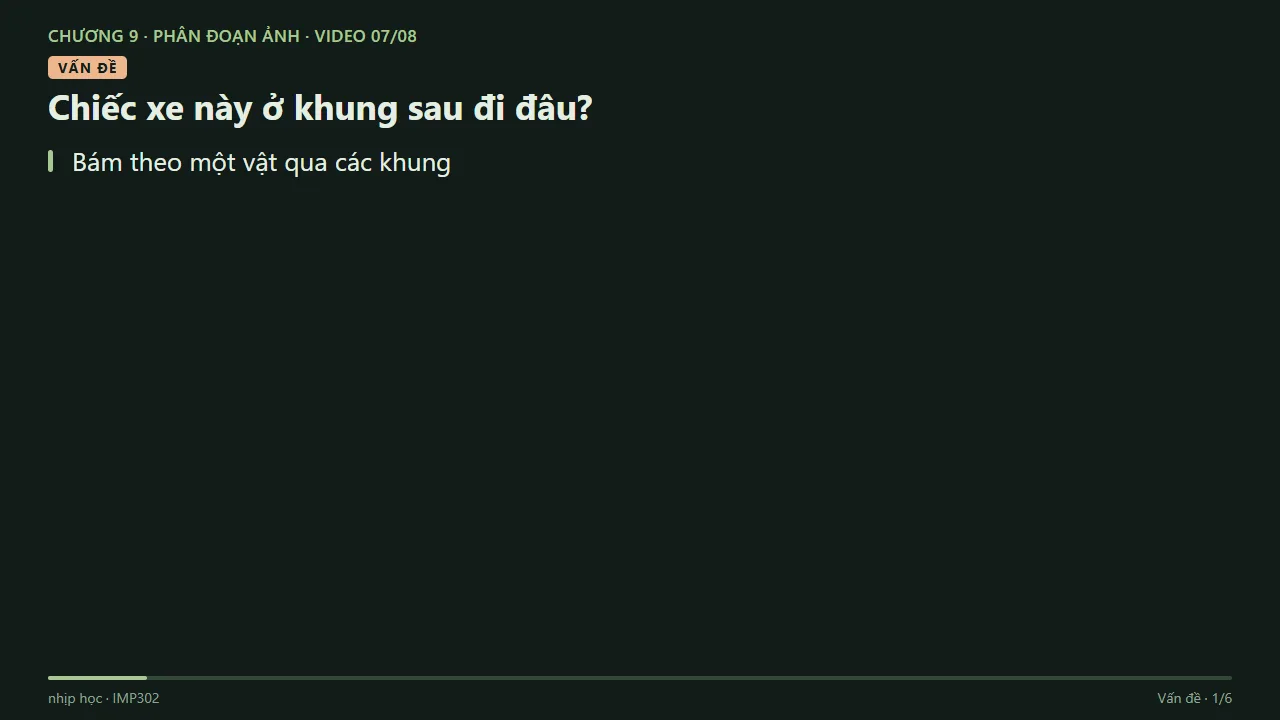 CHƯƠNG 9 · PHÂN ĐOẠN ẢNH · VIDEO 07/08
VẤN ĐỀ
Chiếc xe này ở khung sau đi đâu?
Bám theo một vật qua các khung
nhịp học · IMP302
Vấn đề · 1/6